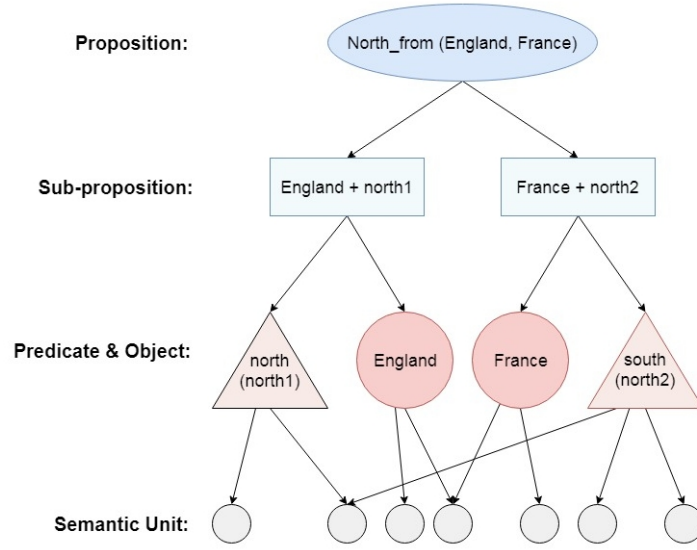 Proposition:
North_from (England, France)
Sub-proposition:
England + north1
France + north2
Predicate & Object:
north
(north1)
England
France
south
(north2)
Semantic Unit: